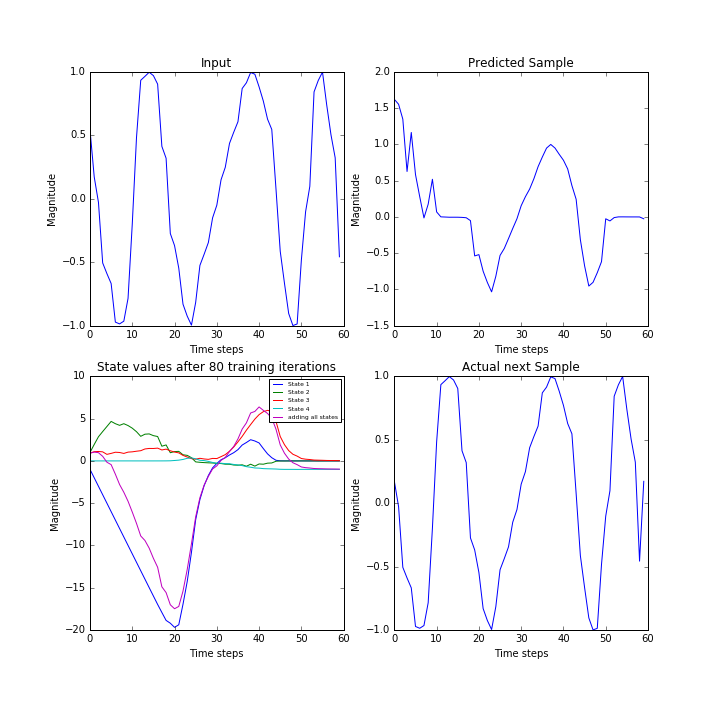 Input
Magnitude
1.0
0.5
0.0
−0.5
−1.0
0 10 20 30 40 50 60
Time steps
Predicted Sample
Magnitude
2.0
1.5
1.0
0.5
0.0
−0.5
−1.0
−1.5
0 10 20 30 40 50 60
Time steps
State values after 80 training iterations
Magnitude
10
5
0
−5
−10
−15
−20
0 10 20 30 40 50 60
Time steps
State 1
State 2
State 3
State 4
adding all states
Actual next Sample
Magnitude
1.0
0.5
0.0
−0.5
−1.0
0 10 20 30 40 50 60
Time steps